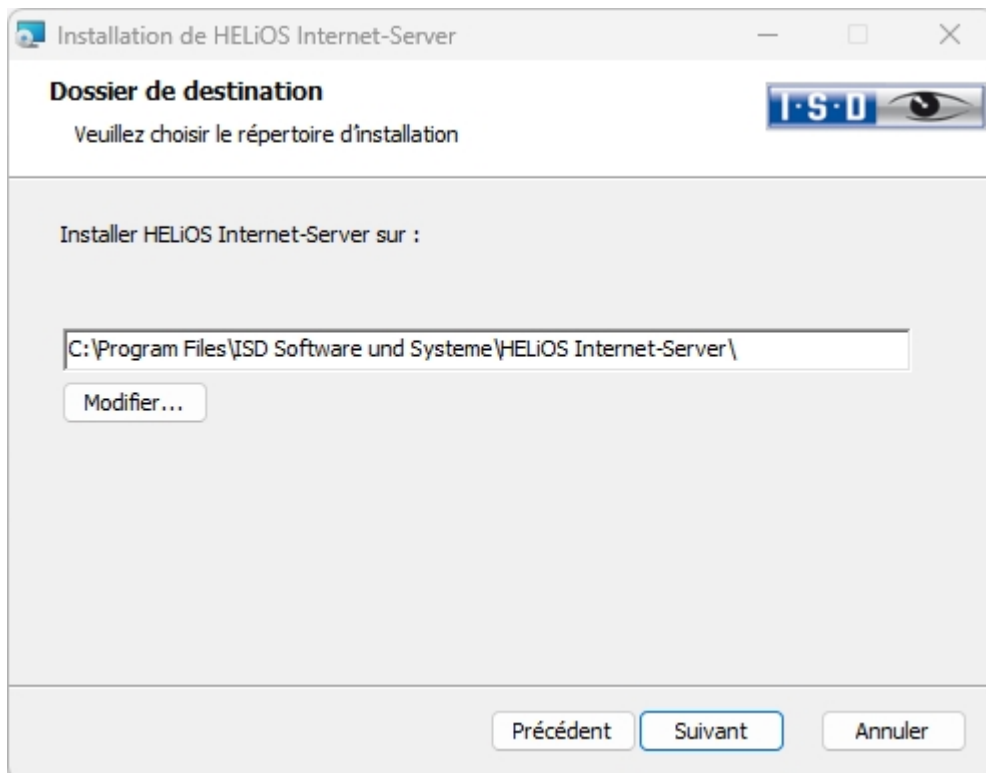 Installation de HELiOS Internet-Server
Dossier de destination
Veuillez choisir le répertoire d'installation
I·S·D
Installer HELiOS Internet-Server sur :
C:\Program Files\ISD Software und Systeme\HELiOS Internet-Server\
Modifier...
Précédent Suivant Annuler